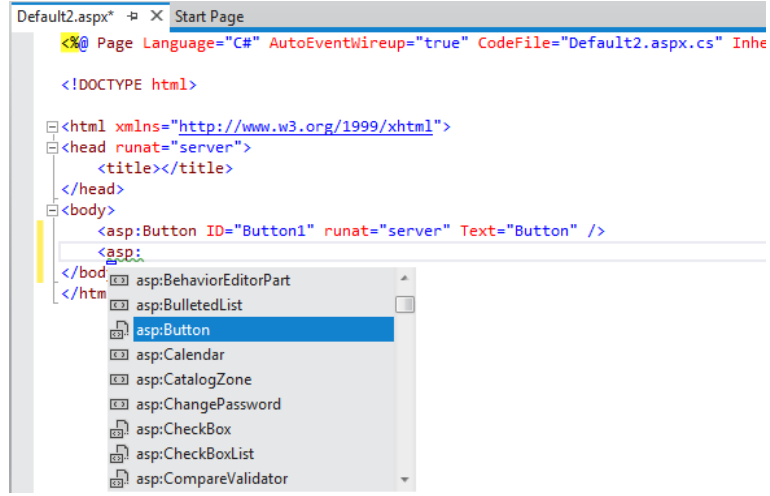 Default2.aspx* Start Page
<%@ Page Language="C#" AutoEventWireup="true" CodeFile="Default2.aspx.cs" Inhe
<!DOCTYPE html>
<html xmlns="http://www.w3.org/1999/xhtml">
<head runat="server">
<title></title>
</head>
<body>
<asp:Button ID="Button1" runat="server" Text="Button" />
<asp:
</bod
</htm
asp:BehaviorEditorPart
asp:BulletedList
asp:Button
asp:Calendar
asp:CatalogZone
asp:ChangePassword
asp:CheckBox
asp:CheckBoxList
asp:CompareValidator